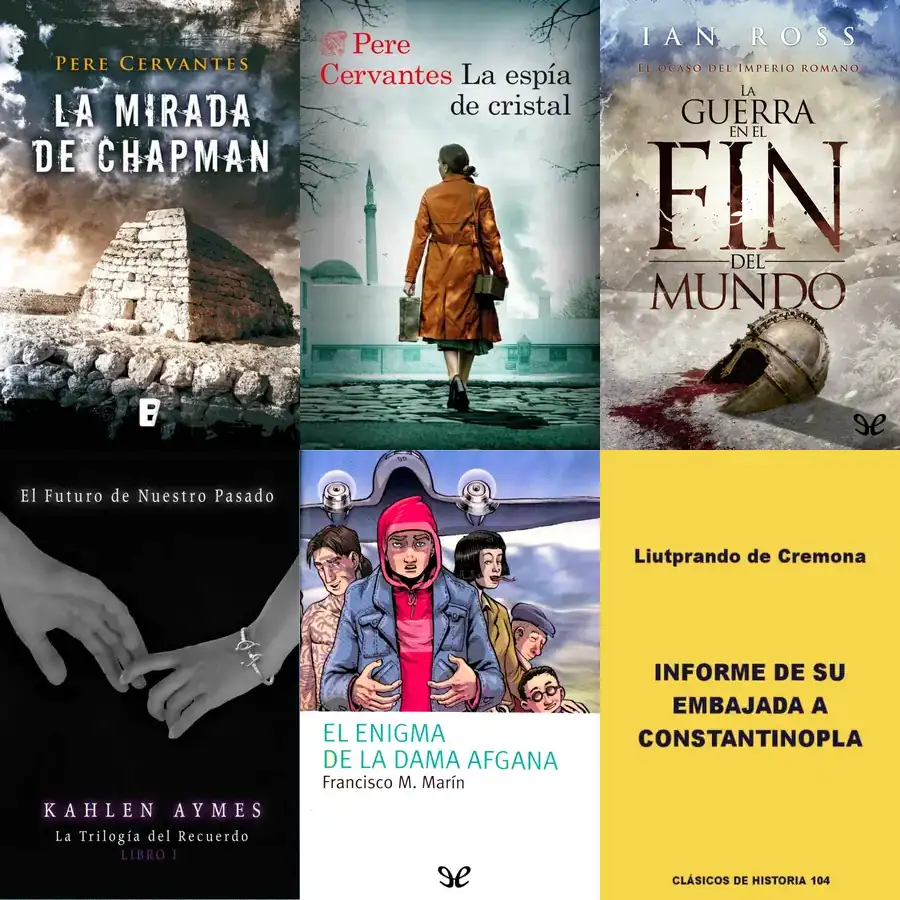 PERE CERVANTES
LA MIRADA
DE CHAPMAN
B
Pere
Cervantes La espía
de cristal
IAN ROSS
EL OCASO DEL IMPERIO ROMANO
LA
GUERRA
EN EL
FIN
DEL
MUNDO
El Futuro de Nuestro Pasado
KAHLEN AYMES
La Trilogía del Recuerdo
LIBRO I
EL ENIGMA
DE LA DAMA AFGANA
Francisco M. Marín
Liutprando de Cremona
INFORME DE SU
EMBAJADA A
CONSTANTINOPLA
CLÁSICOS DE HISTORIA 104